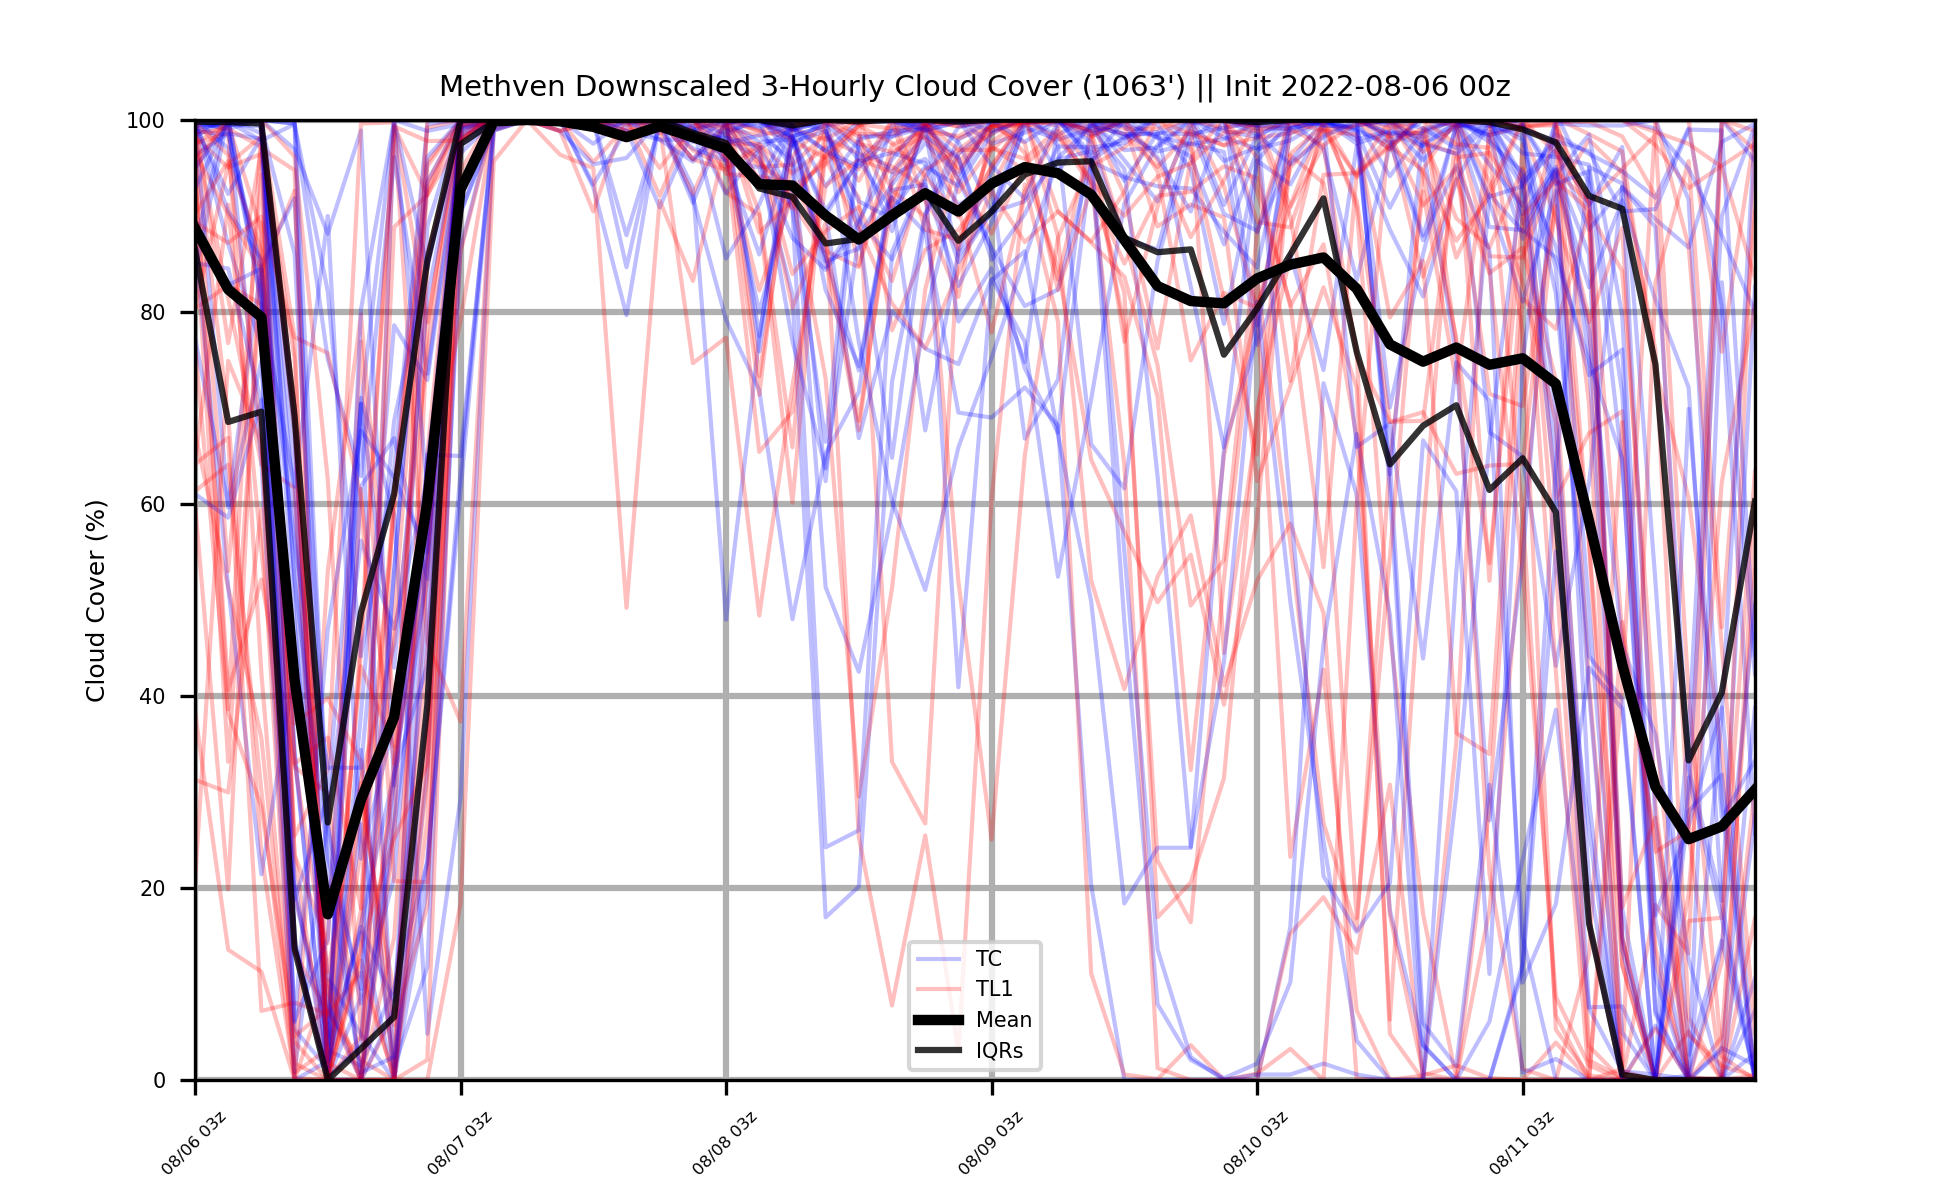 Methven Downscaled 3-Hourly Cloud Cover (1063') || Init 2022-08-06 00z
Cloud Cover (%)
100
80
60
40
20
0
TC
TL1
Mean
IQRs
08/06 03z
08/07 03z
08/08 03z
08/09 03z
08/10 03z
08/11 03z